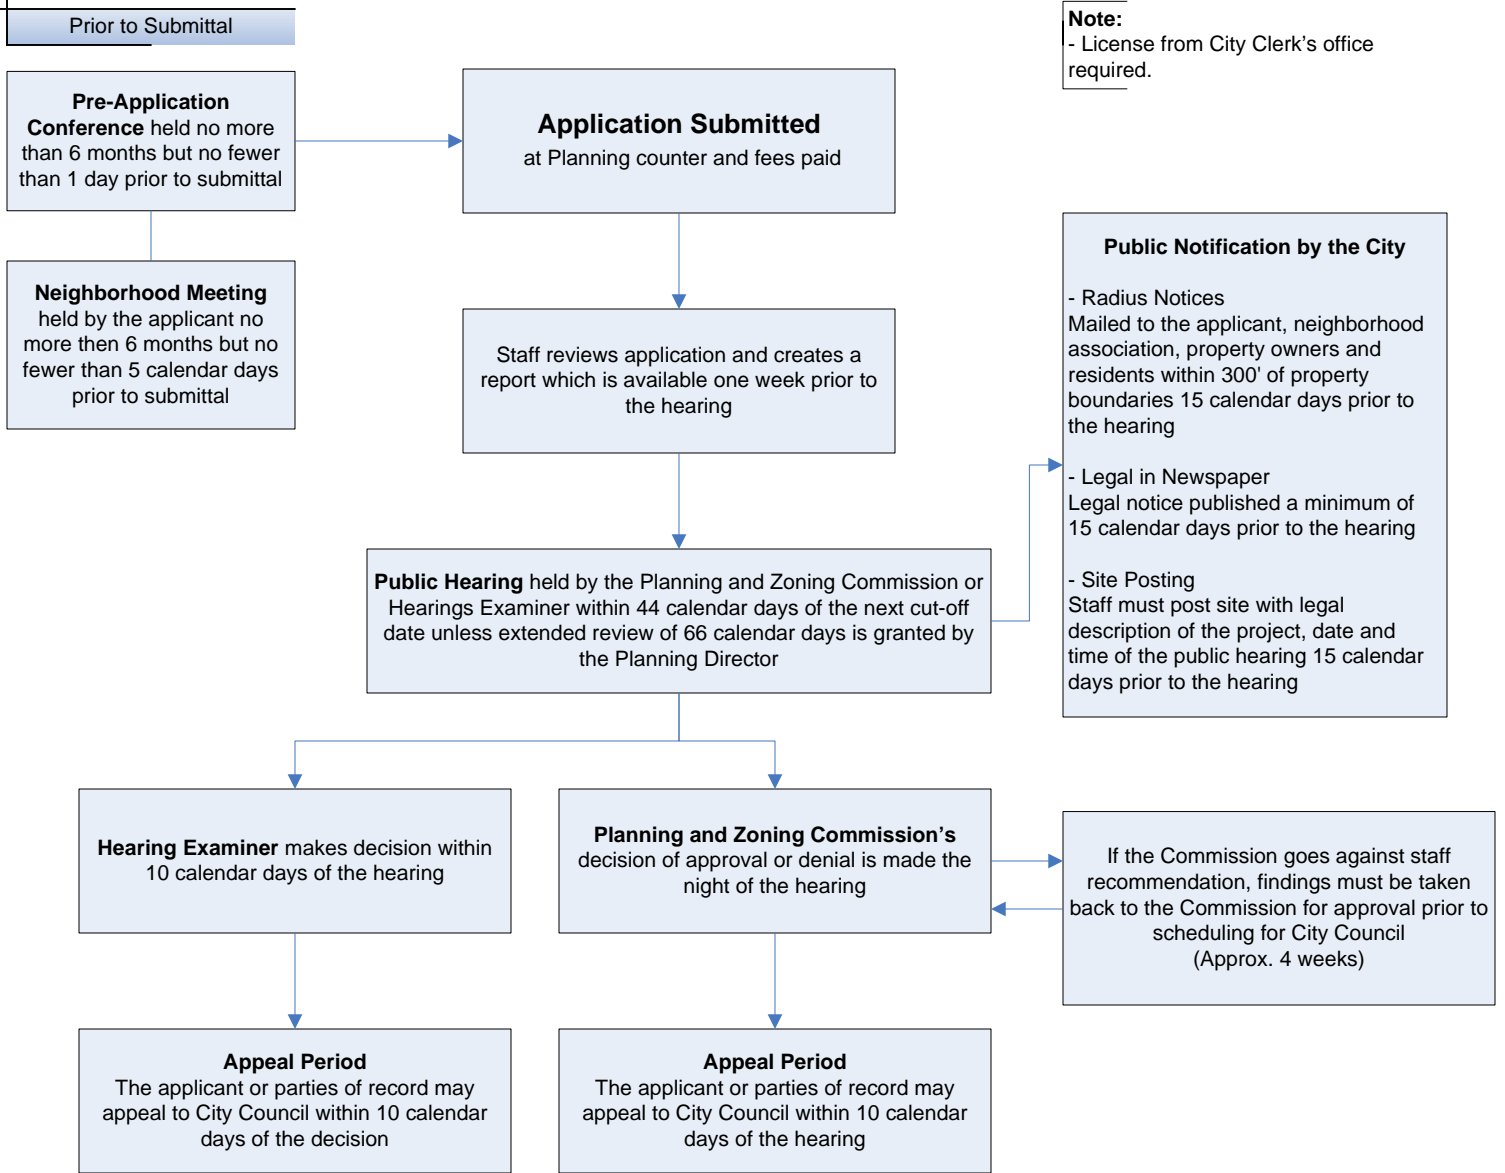 Prior to Submittal
Note:
- License from City Clerk's office
required.
Pre-Application
Conference held no more
than 6 months but no fewer
than 1 day prior to submittal
Application Submitted
at Planning counter and fees paid
Neighborhood Meeting
held by the applicant no
more then 6 months but no
fewer than 5 calendar days
prior to submittal
Staff reviews application and creates a
report which is available one week prior to
the hearing
Public Notification by the City
- Radius Notices
Mailed to the applicant, neighborhood
association, property owners and
residents within 300' of property
boundaries 15 calendar days prior to
the hearing
- Legal in Newspaper
Legal notice published a minimum of
15 calendar days prior to the hearing
- Site Posting
Staff must post site with legal
description of the project, date and
time of the public hearing 15 calendar
days prior to the hearing
Public Hearing held by the Planning and Zoning Commission or
Hearings Examiner within 44 calendar days of the next cut-off
date unless extended review of 66 calendar days is granted by
the Planning Director
Hearing Examiner makes decision within
10 calendar days of the hearing
Planning and Zoning Commission’s
decision of approval or denial is made the
night of the hearing
If the Commission goes against staff
recommendation, findings must be taken
back to the Commission for approval prior to
scheduling for City Council
(Approx. 4 weeks)
Appeal Period
The applicant or parties of record may
appeal to City Council within 10 calendar
days of the decision
Appeal Period
The applicant or parties of record may
appeal to City Council within 10 calendar
days of the hearing